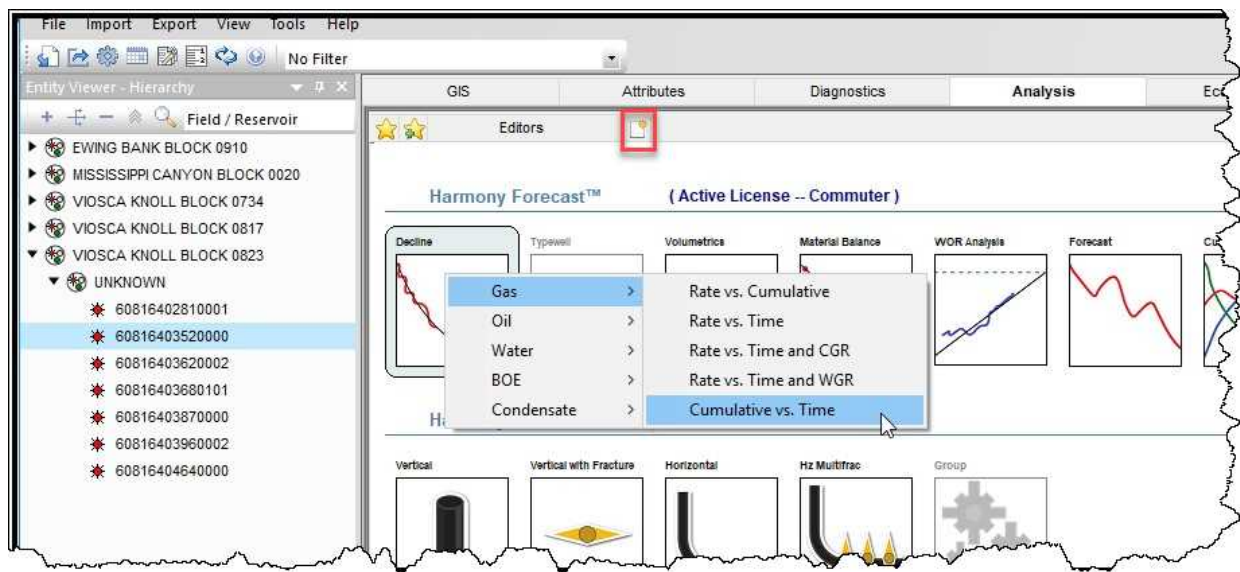 File Import Export View Tools Help
No Filter
Entity Viewer - Hierarchy
GIS Attributes Diagnostics Analysis
Field / Reservoir
Editors
EWING BANK BLOCK 0910
MISSISSIPPI CANYON BLOCK 0020
VIOSCA KNOLL BLOCK 0734
VIOSCA KNOLL BLOCK 0817
VIOSCA KNOLL BLOCK 0823
UNKNOWN
60816402810001
60816403520000
60816403620002
60816403680101
60816403870000
60816403960002
60816404640000
Harmony Forecast™ ( Active License -- Commuter )
Decline Typewell Volumetrics Material Balance WOR Analysis Forecast
Gas
Oil
Water
BOE
Condensate
Rate vs. Cumulative
Rate vs. Time
Rate vs. Time and CGR
Rate vs. Time and WGR
Cumulative vs. Time
Vertical Vertical with Fracture Horizontal Hz Multifrac Group